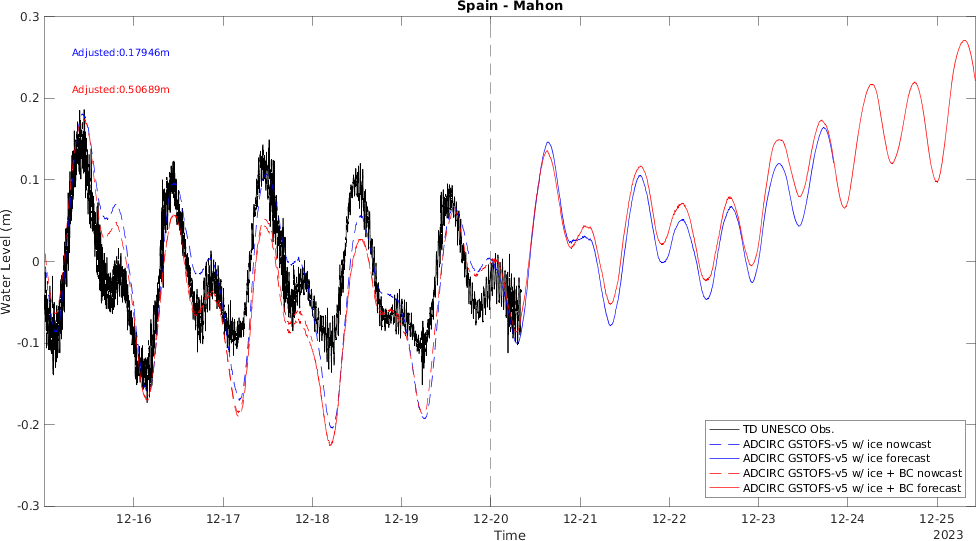 Spain - Mahon
0.3
0.2
0.1
0
-0.1
-0.2
-0.3
Water Level (m)
Adjusted:0.17946m
Adjusted:0.50689m
TD UNESCO Obs.
ADCIRC GSTOFS-v5 w/ ice nowcast
ADCIRC GSTOFS-v5 w/ ice forecast
ADCIRC GSTOFS-v5 w/ ice + BC nowcast
ADCIRC GSTOFS-v5 w/ ice + BC forecast
12-16 12-17 12-18 12-19 12-20 12-21 12-22 12-23 12-24 12-25
Time
2023